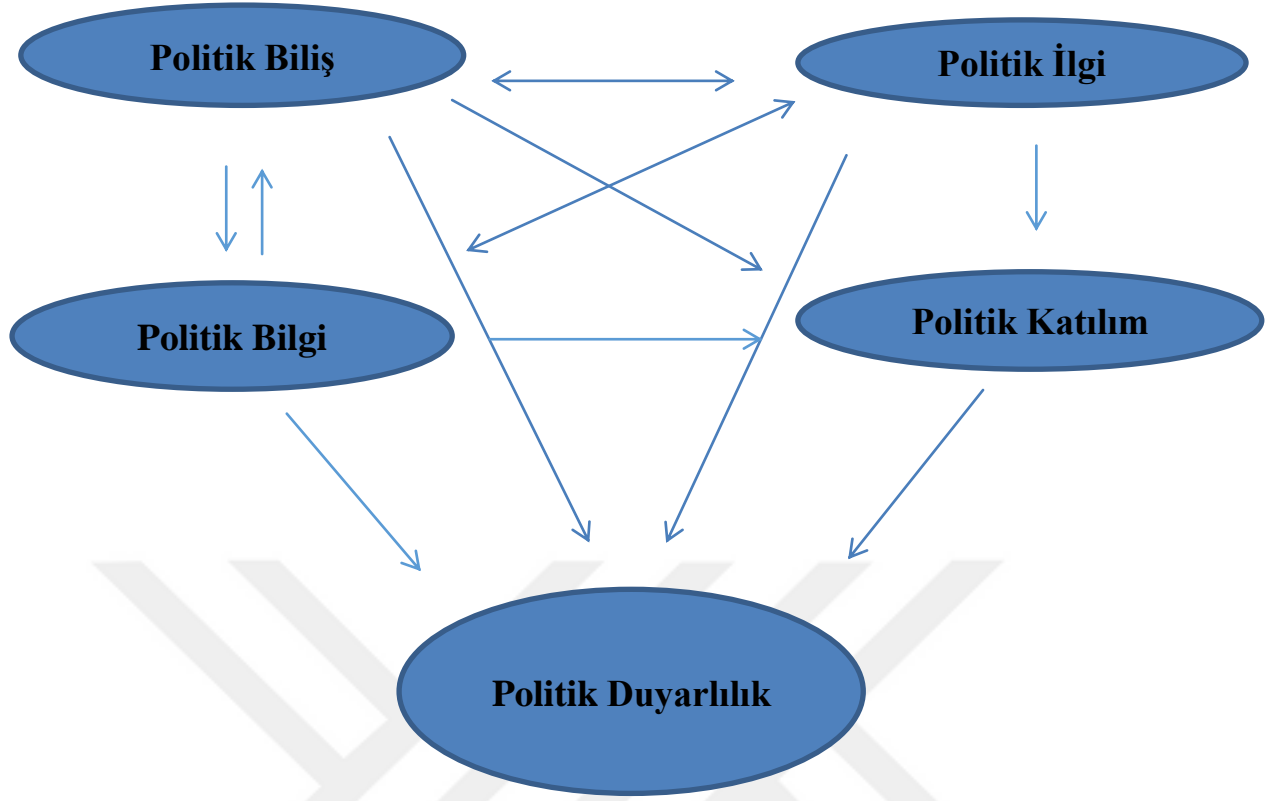 Politik Biliş
Politik İlgi
Politik Bilgi
Politik Katılım
Politik Duyarlılık